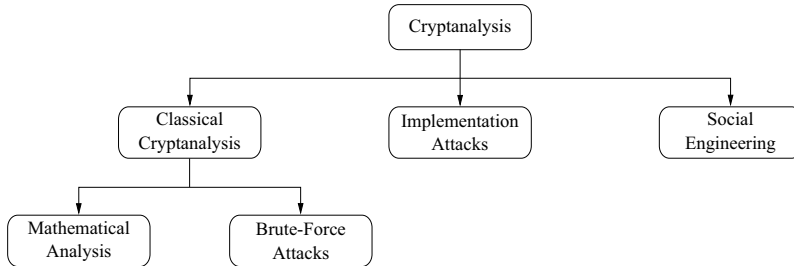 Cryptanalysis
Classical
Cryptanalysis
Implementation
Attacks
Social
Engineering
Mathematical
Analysis
Brute-Force
Attacks